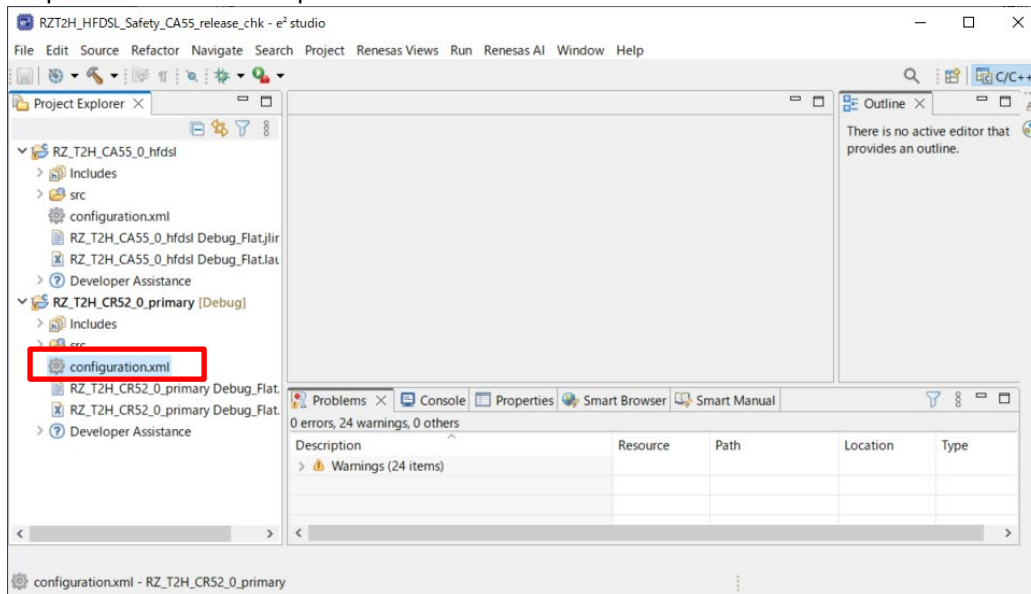 RZT2H_HFDSL_Safety_CA55_release_chk - e² studio
File Edit Source Refactor Navigate Search Project Renesas Views Run Renesas AI Window Help
C/C++
Project Explorer
Outline
There is no active editor that
provides an outline.
RZ_T2H_CA55_0_hfdsl
Includes
src
configuration.xml
RZ_T2H_CA55_0_hfdsl Debug_Flat.jlir
RZ_T2H_CA55_0_hfdsl Debug_Flat.lau
Developer Assistance
RZ_T2H_CR52_0_primary [Debug]
Includes
src
configuration.xml
RZ_T2H_CR52_0_primary Debug_Flat.
RZ_T2H_CR52_0_primary Debug_Flat.
Developer Assistance
Problems Console Properties Smart Browser Smart Manual
0 errors, 24 warnings, 0 others
Description Resource Path Location Type
Warnings (24 items)
configuration.xml - RZ_T2H_CR52_0_primary